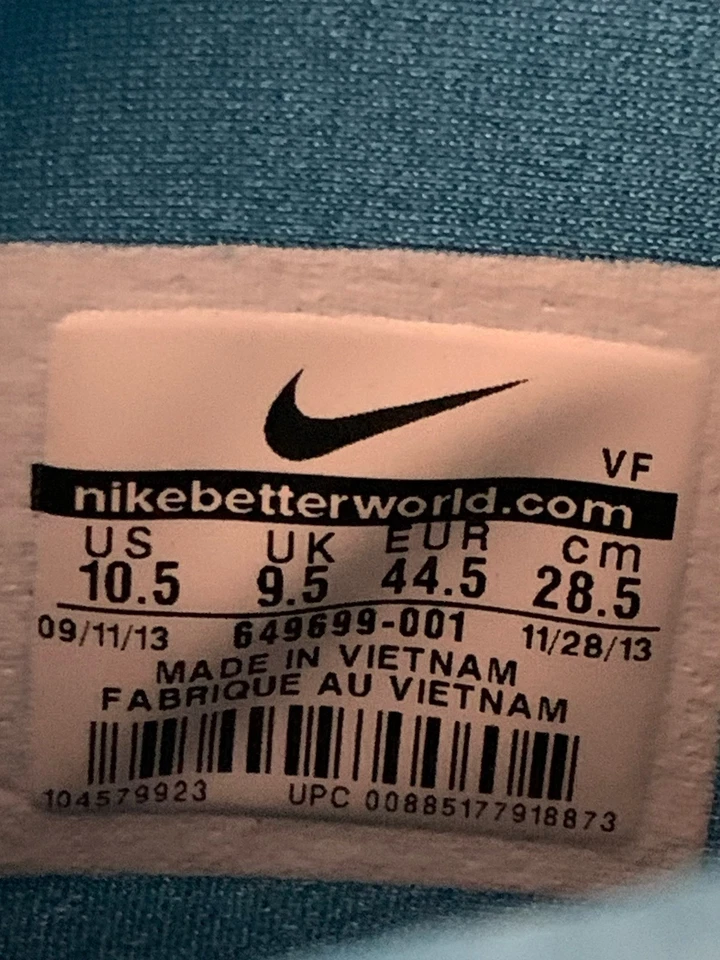 VF
nikebetterworld.com
US UK EUR cm
10.5 9.5 44.5 28.5
09/11/13 649699-001 11/28/13
MADE IN VIETNAM
FABRIQUE AU VIETNAM
104579923 UPC 00885177918873